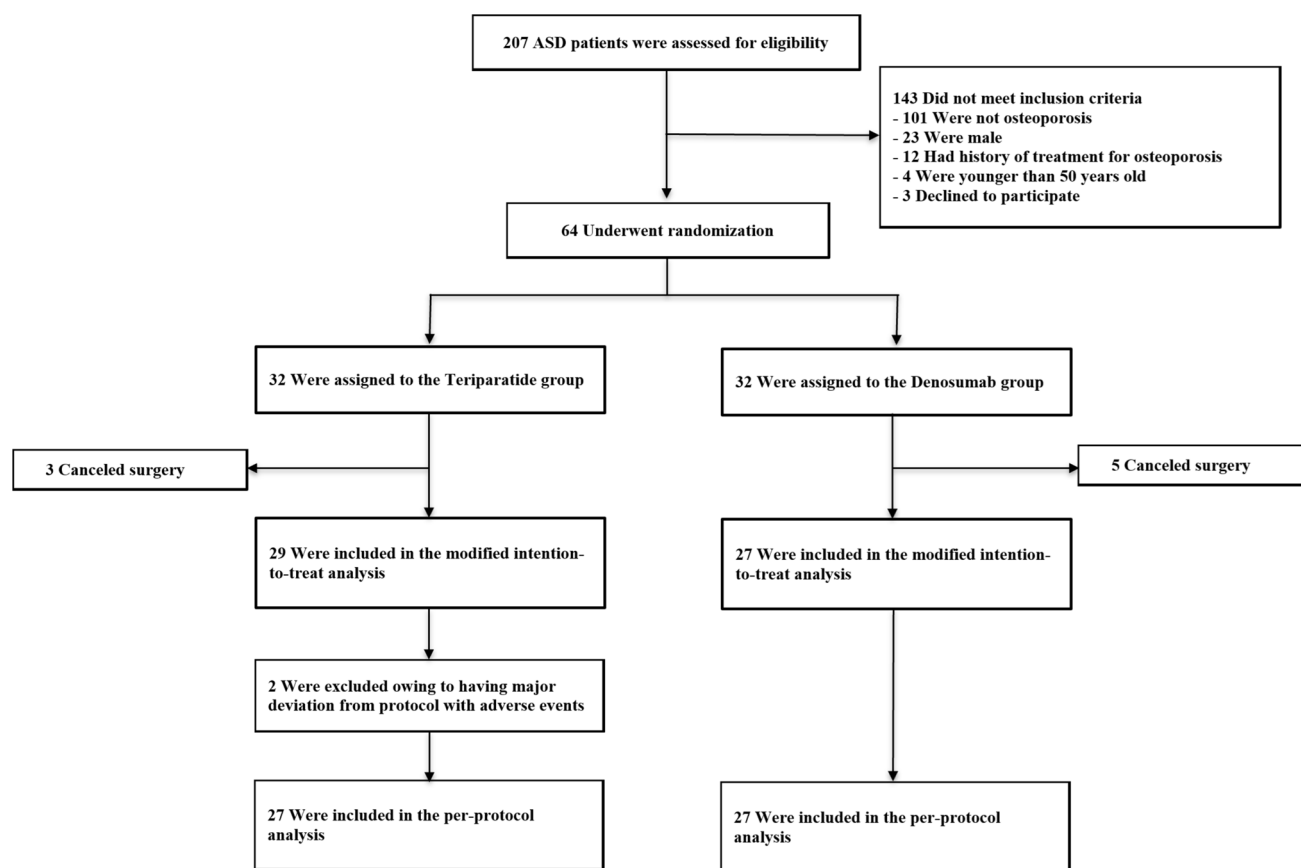 207 ASD patients were assessed for eligibility
143 Did not meet inclusion criteria
- 101 Were not osteoporosis
- 23 Were male
- 12 Had history of treatment for osteoporosis
- 4 Were younger than 50 years old
- 3 Declined to participate
64 Underwent randomization
32 Were assigned to the Teriparatide group
32 Were assigned to the Denosumab group
3 Canceled surgery
5 Canceled surgery
29 Were included in the modified intention-
to-treat analysis
27 Were included in the modified intention-
to-treat analysis
2 Were excluded owing to having major
deviation from protocol with adverse events
27 Were included in the per-protocol
analysis
27 Were included in the per-protocol
analysis